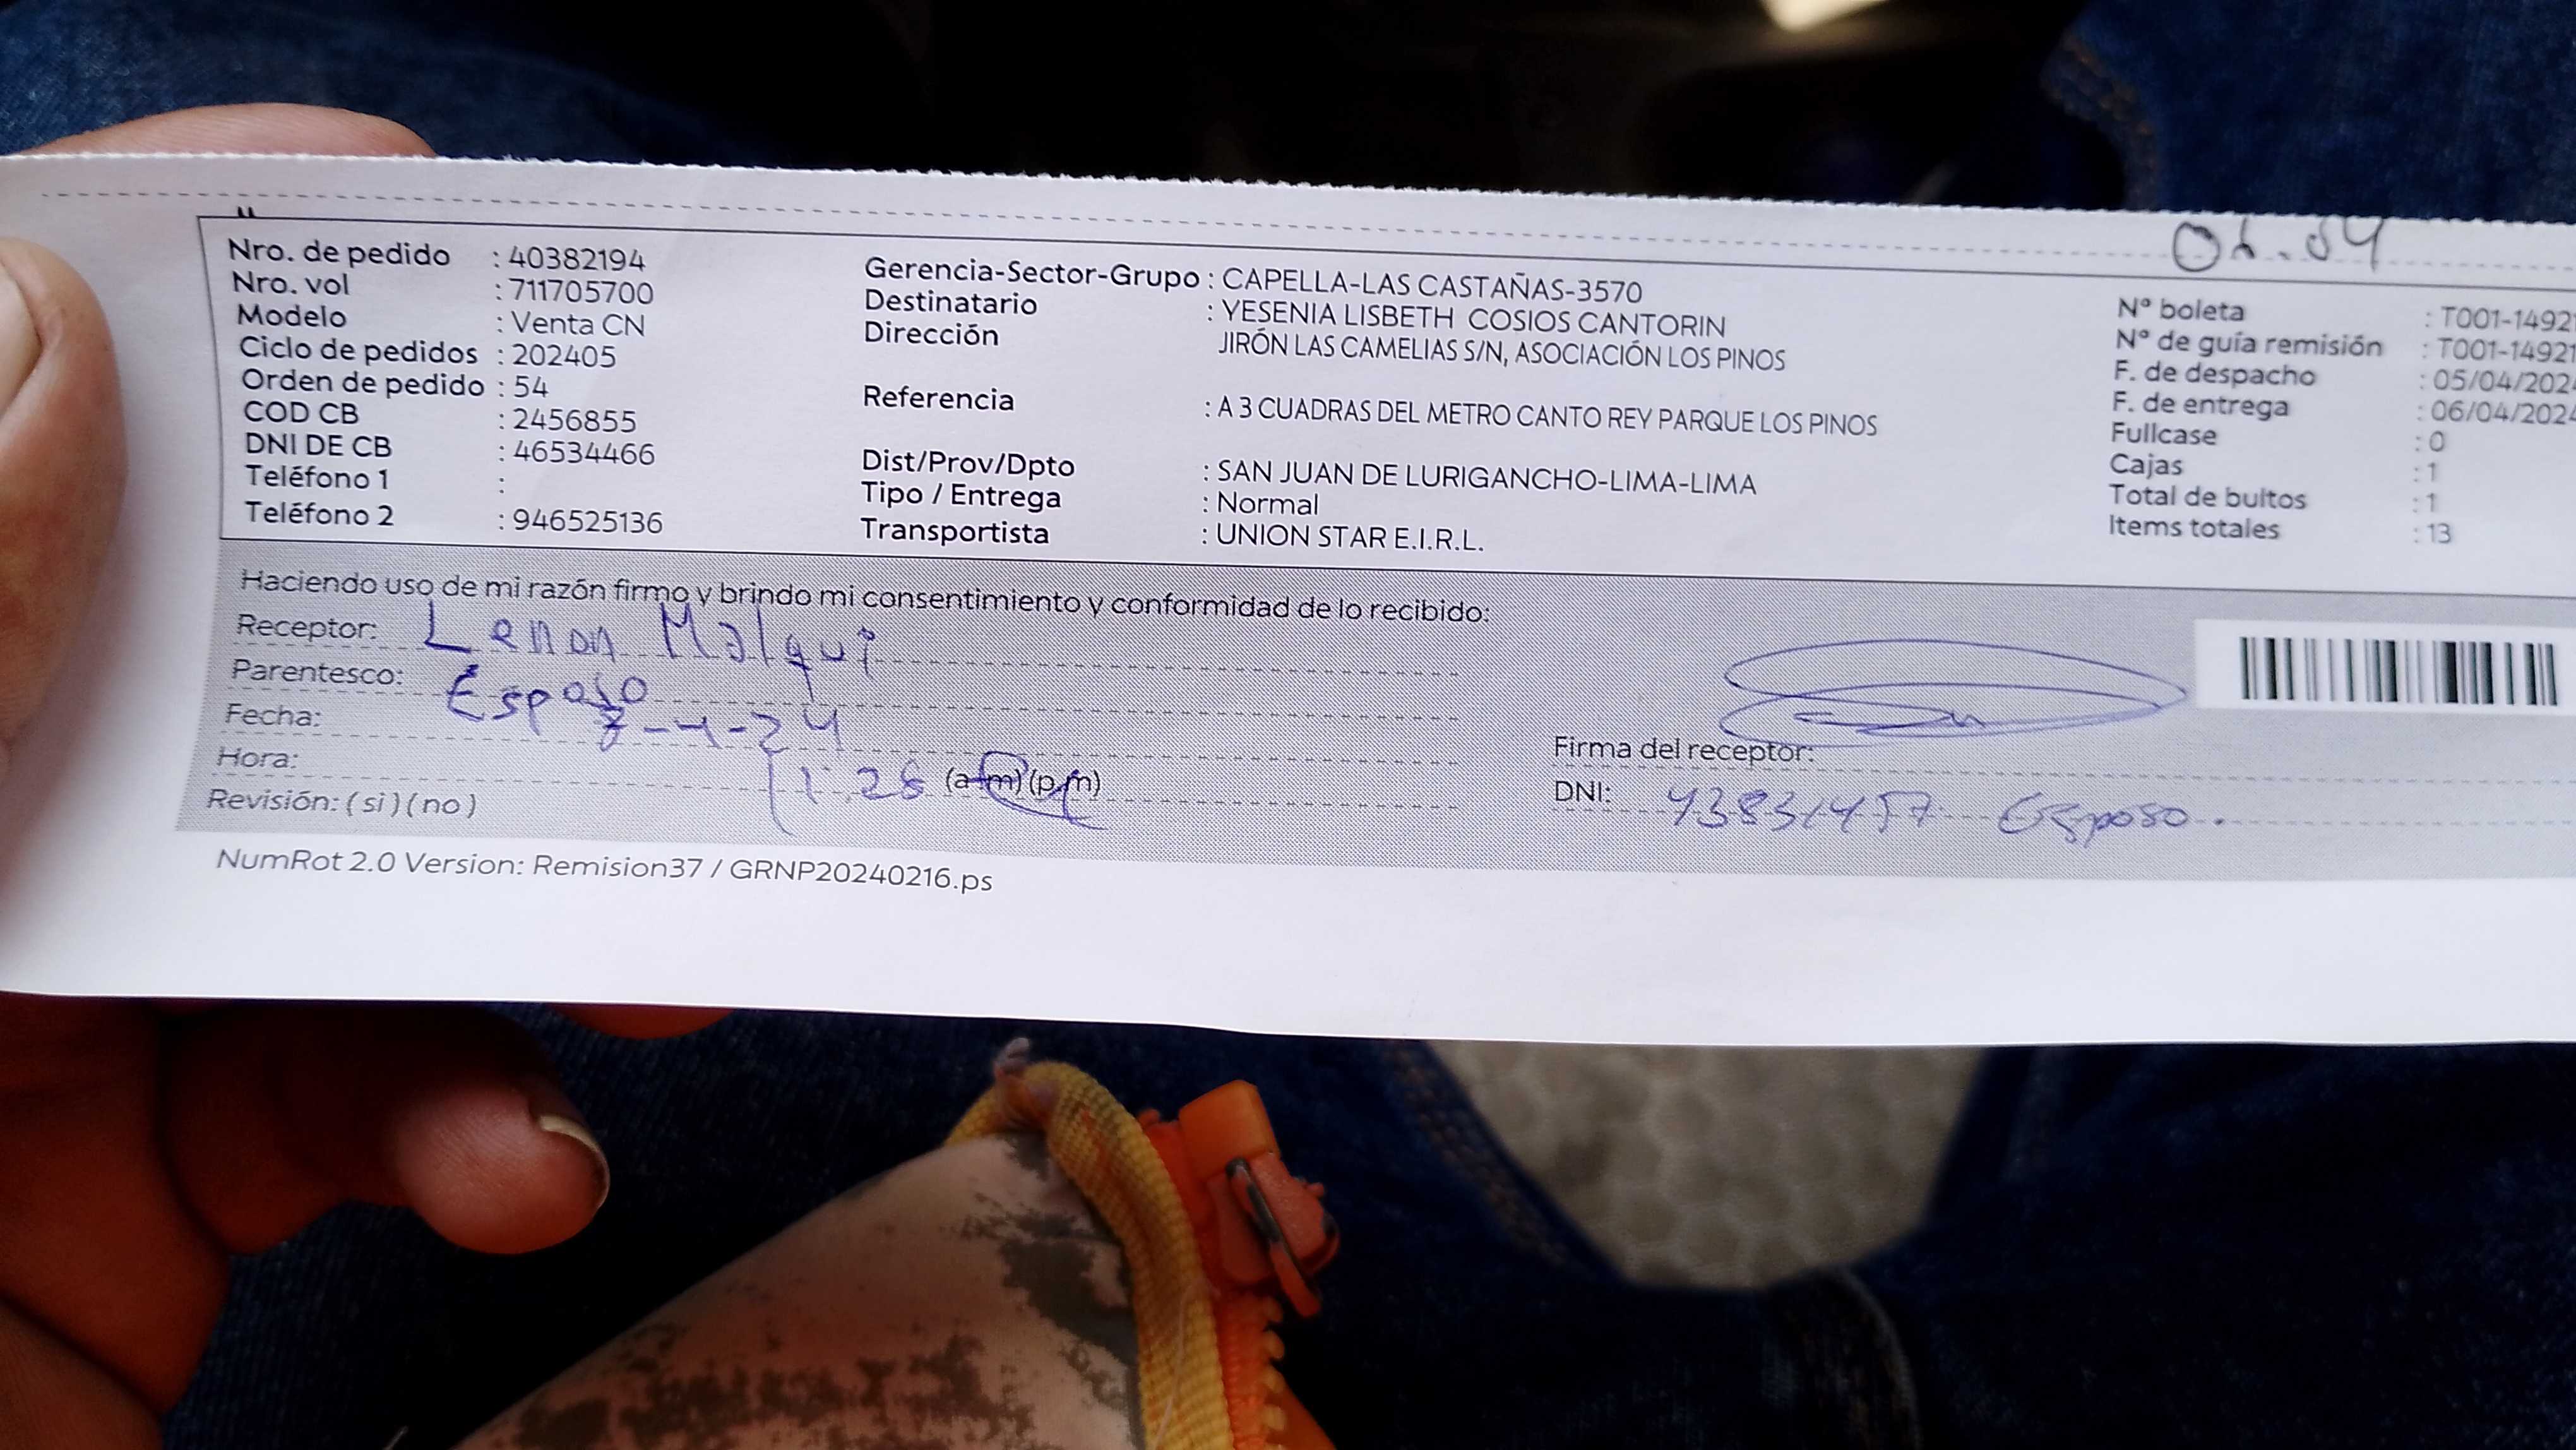 Nro. de pedido : 40382194
Nro. vol : 711705700
Modelo : Venta CN
Ciclo de pedidos : 202405
Orden de pedido : 54
COD CB : 2456855
DNI DE CB : 46534466
Teléfono 1 :
Teléfono 2 : 946525136
Gerencia-Sector-Grupo : CAPELLA-LAS CASTAÑAS-3570
Destinatario : YESENIA LISBETH COSIOS CANTORIN
Dirección JIRÓN LAS CAMELIAS S/N, ASOCIACIÓN LOS PINOS
Referencia : A 3 CUADRAS DEL METRO CANTO REY PARQUE LOS PINOS
Dist/Prov/Dpto : SAN JUAN DE LURIGANCHO-LIMA-LIMA
Tipo / Entrega : Normal
Transportista : UNION STAR E.I.R.L.
Nº boleta : T001-1492
Nº de guía remisión : T001-14921
F. de despacho : 05/04/202
F. de entrega : 06/04/202
Fullcase : 0
Cajas : 1
Total de bultos : 1
Items totales : 13
Haciendo uso de mi razón firmo y brindo mi consentimiento y conformidad de lo recibido:
Receptor: Lenon Malqui
Parentesco: Esposo
Fecha: -4-24
Hora: (a.m)(p.m)
Revisión: ( si ) ( no )
Firma del receptor:
DNI: 43831457 Esposo.
NumRot 2.0 Version: Remision37 / GRNP20240216.ps